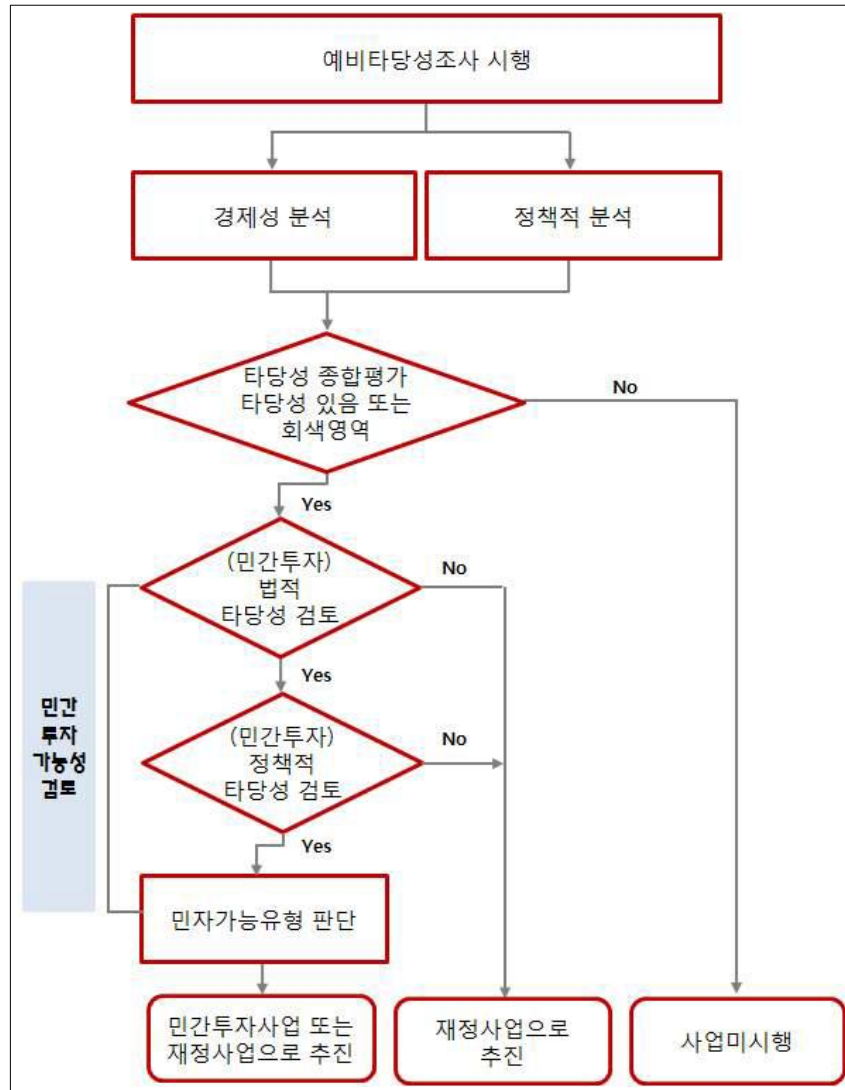 예비타당성조사 시행
경제성 분석
정책적 분석
타당성 종합평가
타당성 있음 또는
회색영역
No
Yes
(민간투자)
법적
타당성 검토
No
Yes
민간
투자
가능성
검토
(민간투자)
정책적
타당성 검토
No
Yes
민자가능유형 판단
민간투자사업 또는
재정사업으로 추진
재정사업으로
추진
사업미시행